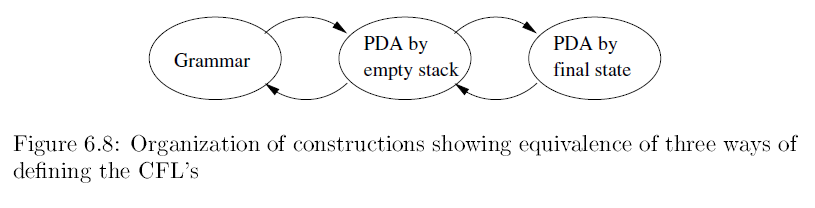 Grammar
PDA by
empty stack
PDA by
final state
Figure 6.8: Organization of constructions showing equivalence of three ways of
defining the CFL's